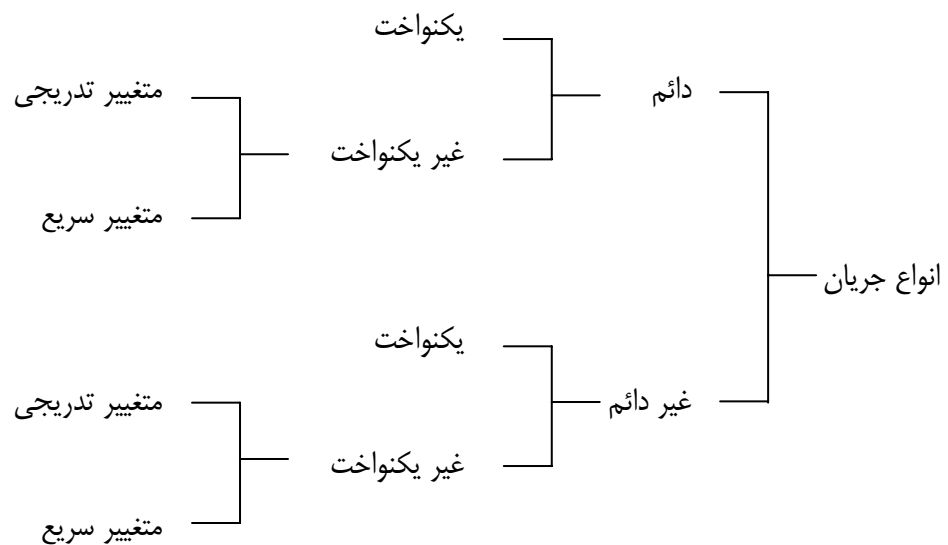 یکنواخت
دائم
متغییر تدریجی
غیر یکنواخت
متغییر سریع
انواع جریان
یکنواخت
غیر دائم
متغییر تدریجی
غیر یکنواخت
متغییر سریع